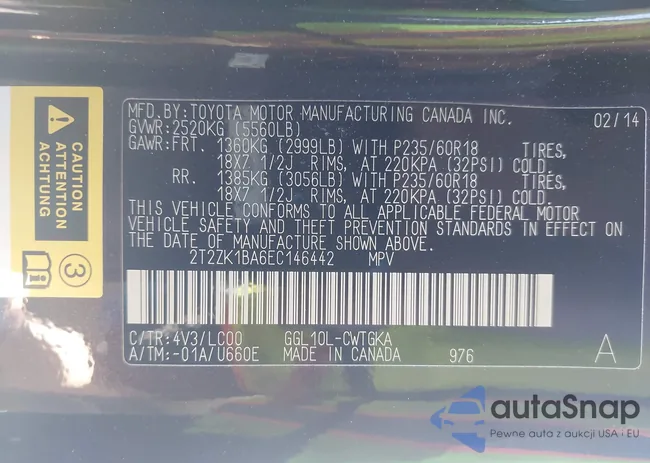 CAUTION
ATTENTION
3
MFD.BY:TOYOTA MOTOR MANUFACTURING CANADA INC. 02/14
GVWR:2520KG (5560LB)
GAWR:FRT. 1360KG (2999LB) WITH P235/60R18 TIRES,
18X7 1/2J RIMS, AT 220KPA (32PSI) COLD.
RR. 1385KG (3056LB) WITH P235/60R18 TIRES,
18X7 1/2J RIMS, AT 220KPA (32PSI) COLD.
THIS VEHICLE CONFORMS TO ALL APPLICABLE FEDERAL MOTOR
VEHICLE SAFETY AND THEFT PREVENTION STANDARDS IN EFFECT ON
THE DATE OF MANUFACTURE SHOWN ABOVE.
2T2ZK1BA6EC146442 MPV
C/TR:4V3/LC00 GGL10L-CWTGKA
A/TM:-01A/U660E MADE IN CANADA 976 A
autaSnap
Pewne auta z aukcji USA i EU